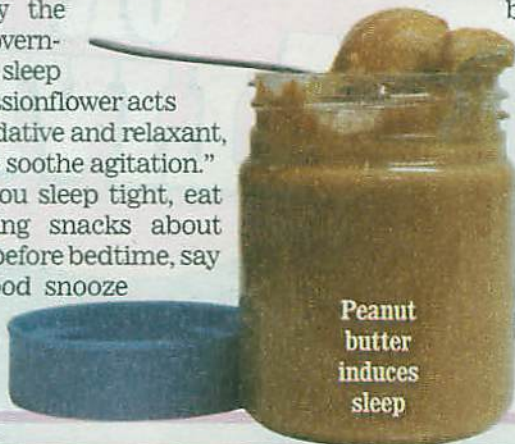 y the
overn-
sleep
ssionflower acts
dative and relaxant,
soothe agitation."
ou sleep tight, eat
ng snacks about
before bedtime, say
od snooze
b
Peanut
butter
induces
sleep